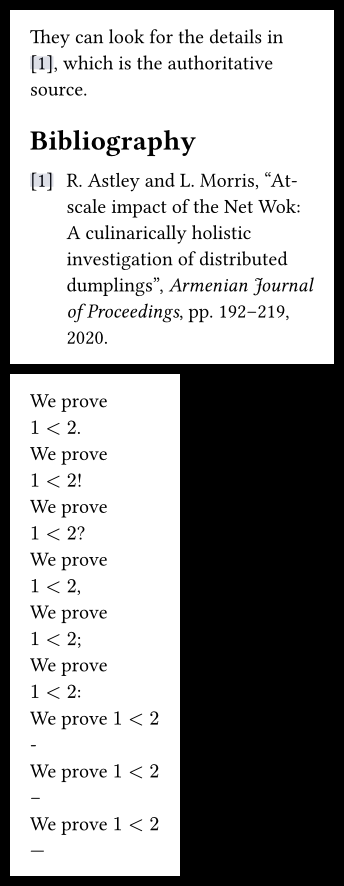 They can look for the details in
[1], which is the authoritative
source.
Bibliography
[1] R. Astley and L. Morris, “At-
scale impact of the Net Wok:
A culinarically holistic
investigation of distributed
dumplings”, Armenian Journal
of Proceedings, pp. 192–219,
2020.
We prove
1 < 2.
We prove
1 < 2!
We prove
1 < 2?
We prove
1 < 2,
We prove
1 < 2;
We prove
1 < 2:
We prove 1 < 2
-
We prove 1 < 2
–
We prove 1 < 2
—